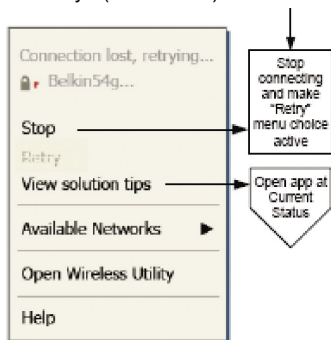 Connection lost, retrying...
Belkin54g...
Stop
Retry
View solution tips
Available Networks
Open Wireless Utility
Help
Stop
connecting
and make
"Retry"
menu choice
active
Open app at
Current
Status